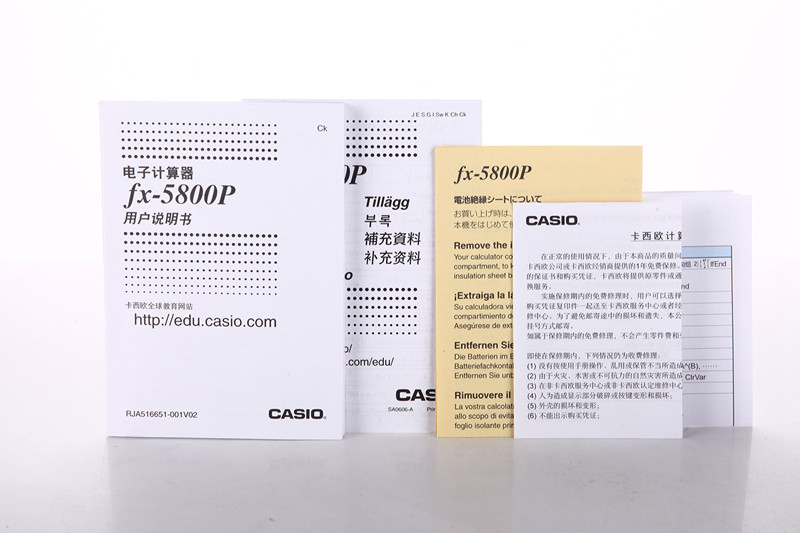 Ck
电子计算器
fx-5800P
用户说明书
卡西欧全球教育网站
http://edu.casio.com
RJA516651-001V02
CASIO®
J E S G I Sw K Ch Ck
Tillägg
부록
補充資料
补充资料
.com/edu/
SA0606-A
fx-5800P
電池絶縁シートについて
お買い上げ時は、
本機をはじめて
Remove the
Your calculator
compartment, to
insulation sheet
¡Extraiga la
Su calculadora
compartimiento de
Asegúrese de
Entfernen Sie
Die Batterien im
Entfernen Sie
Rimuovere il
La vostra
allo scopo di
foglio isolante
CASIO®
卡西欧计
在正常的使用情况下，由于本商品的质量问
卡西欧公司或卡西欧经销商提供的1年免费保修。
的保证书和购买凭证，卡西欧将提供原零件或
换服务。
实施保修期内的免费修理时，用户可以选择
购买凭证复印件一起送至卡西欧服务中心或者经
修中心。为了避免邮寄途中的损坏和遗失，本公
挂号方式邮寄。
如属于保修期内的免费修理，不会产生零件费和
即使在保修期内，下列情况仍为收费修理：
(1) 没有按使用手册操作、乱用或保管不当所造成
(2) 由于火灾、水害或不可抗力的自然灾害所造成
(3) 在非卡西欧服务中心或非卡西欧认定维修中心
(4) 人为造成显示部分破碎或按键变形和损坏；
(5) 外壳的损坏和变形；
(6) 不能出示购买凭证；
IfEnd
^(B), ······
ClrVar